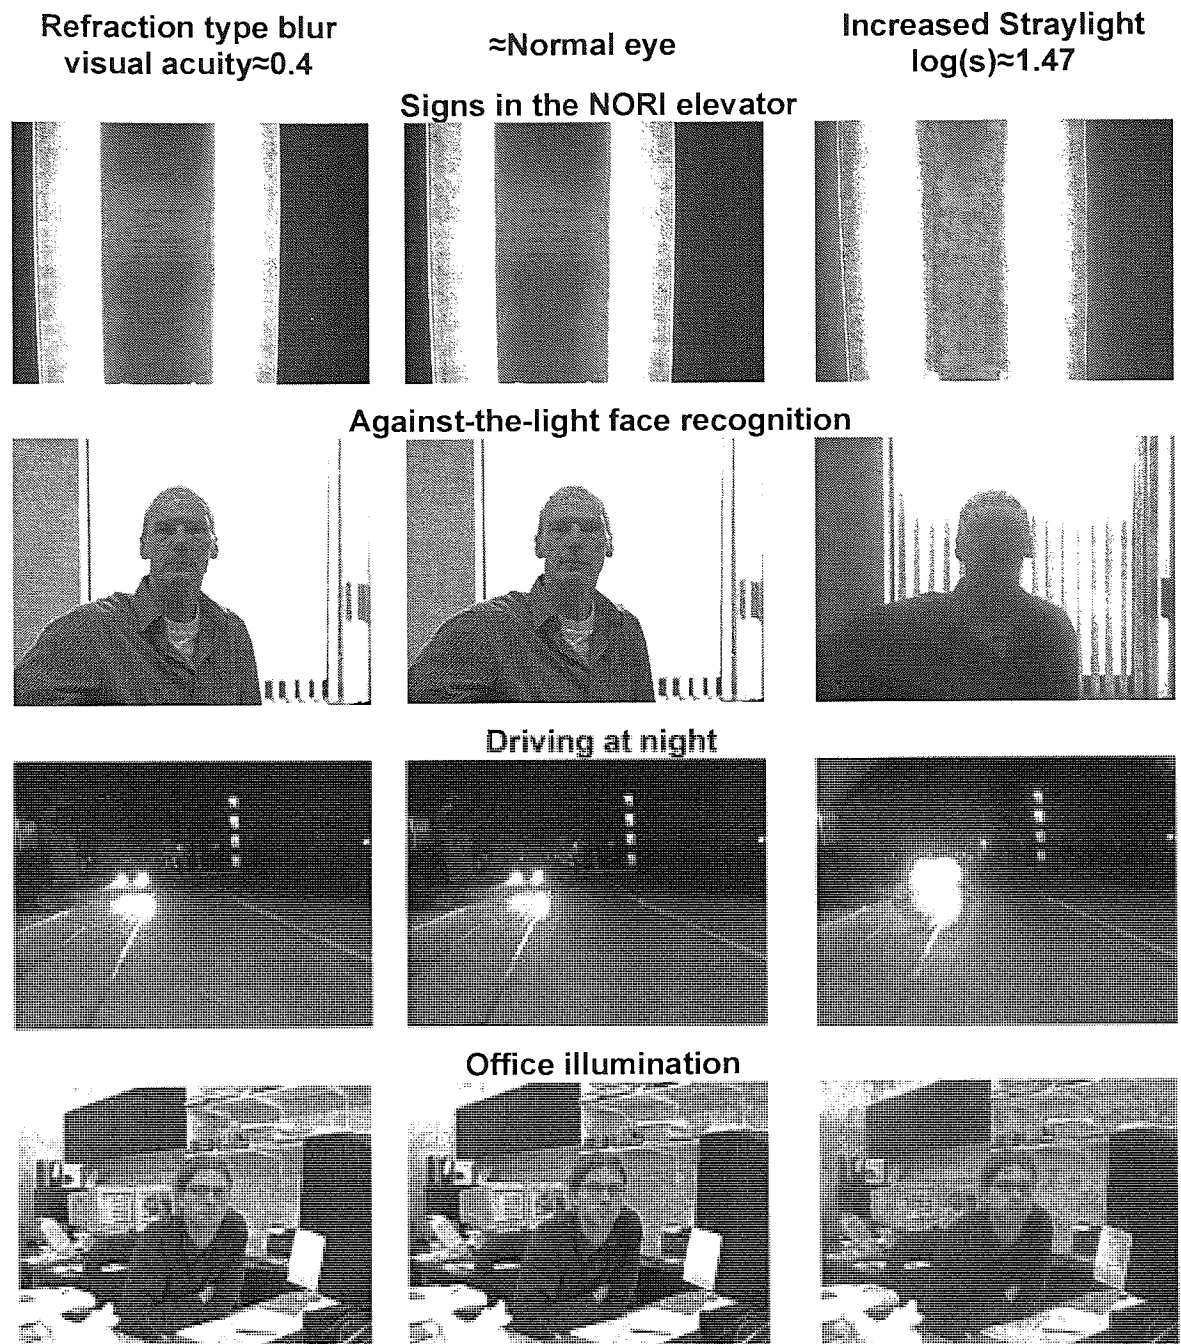 Refraction type blur
visual acuity≈0.4
≈Normal eye
Increased Straylight
log(s)≈1.47
Signs in the NORI elevator
Against-the-light face recognition
Driving at night
Office illumination